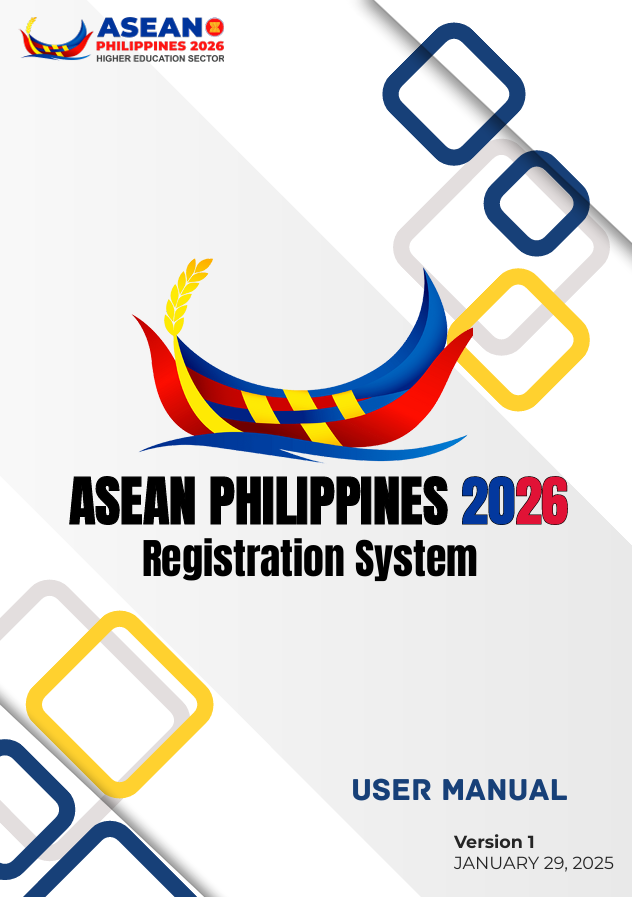 ASEAN
PHILIPPINES 2026
HIGHER EDUCATION SECTOR
ASEAN PHILIPPINES 2026
Registration System
USER MANUAL
Version 1
JANUARY 29, 2025